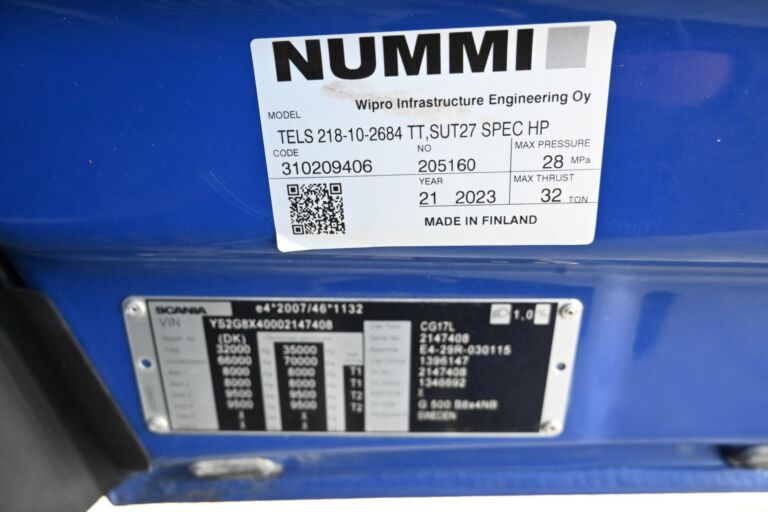 NUMMI
Wipro Infrastructure Engineering Oy
MODEL
TELS 218-10-2684 TT,SUT27 SPEC HP
CODE NO MAX PRESSURE
310209406 205160 28 MPa
YEAR MAX THRUST
21 2023 32 TON
MADE IN FINLAND
SCANIA e4*2007/46*1132 1,0 %
VIN YS2G8X40002147408 CG17L
(DK) 2147408
32000 35000 E4-29R-030115
66000 70000 1396147
8000 8000 T1 2147408
8000 8000 T1 1346692
9500 9500 T2 X
9500 9500 T2 G 500 B8x4NB
X X SWEDEN
X X